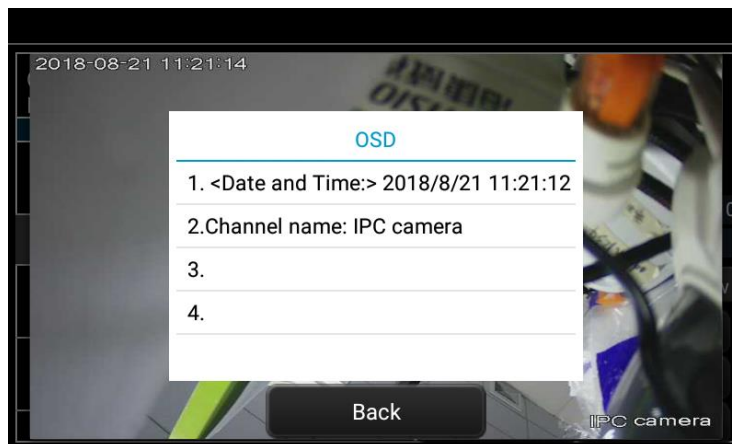 2018-08-21 11:21:14
OSD
1. <Date and Time:> 2018/8/21 11:21:12
2.Channel name: IPC camera
3.
4.
Back
IPC camera